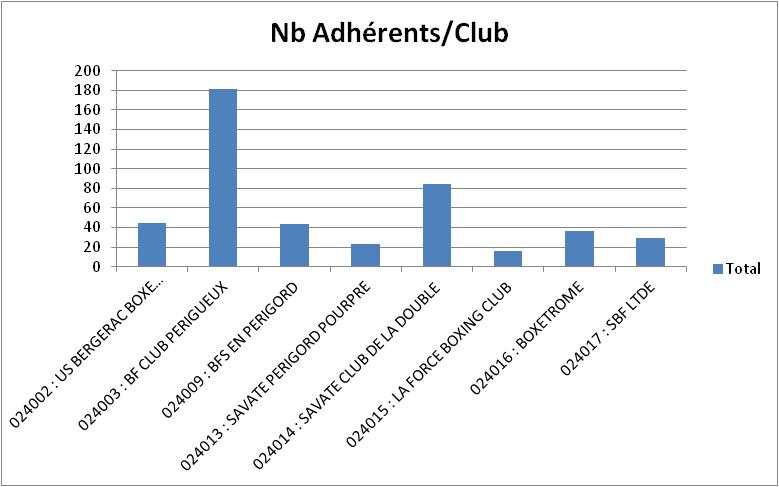 Nb Adhérents/Club
200
180
160
140
120
100
80
60
40
20
0
024002 : US BERGERAC BOXE ...
024003 : BF CLUB PERIGUEUX
024009 : BFS EN PERIGORD
024013 : SAVATE PERIGORD POURPRE
024014 : SAVATE CLUB DE LA DOUBLE
024015 : LA FORCE BOXING CLUB
024016 : BOXETROME
024017 : SBF LTDE
Total